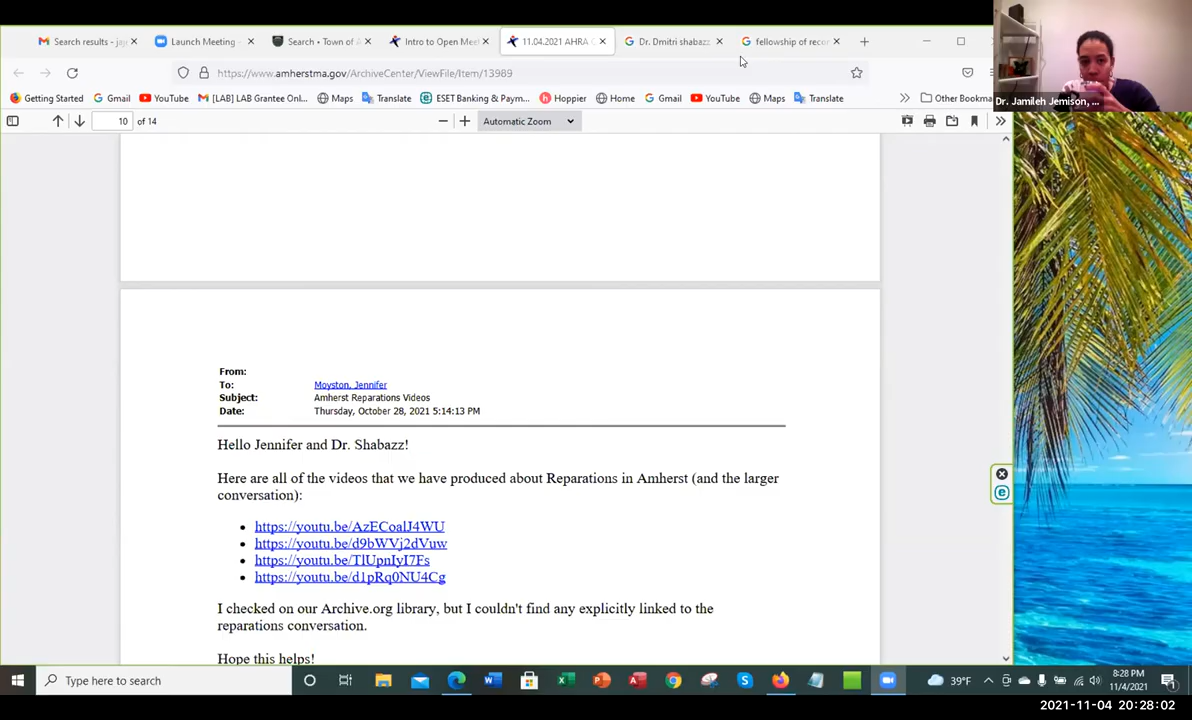 Search results - jaje
Launch Meeting -
Search • Town of A
Intro to Open Meet
11.04.2021 AHRA
Dr. Dmitri shabazz
fellowship of recon
https://www.amherstma.gov/ArchiveCenter/ViewFile/Item/13989
Getting Started
Gmail
YouTube
[LAB] LAB Grantee Onl...
Maps
Translate
ESET Banking & Paym...
Hoppier
Home
Gmail
YouTube
Maps
Translate
Other Bookma
10 of 14
Automatic Zoom
Dr. Jamileh Jemison, ...
From:
To: Moyston, Jennifer
Subject: Amherst Reparations Videos
Date: Thursday, October 28, 2021 5:14:13 PM
Hello Jennifer and Dr. Shabazz!
Here are all of the videos that we have produced about Reparations in Amherst (and the larger
conversation):
• https://youtu.be/AzECoalJ4WU
• https://youtu.be/d9bWVj2dVuw
• https://youtu.be/TlUpnIyI7Fs
• https://youtu.be/d1pRq0NU4Cg
I checked on our Archive.org library, but I couldn't find any explicitly linked to the
reparations conversation.
Hope this helps!
Type here to search
39°F
8:28 PM
11/4/2021
2021-11-04 20:28:02